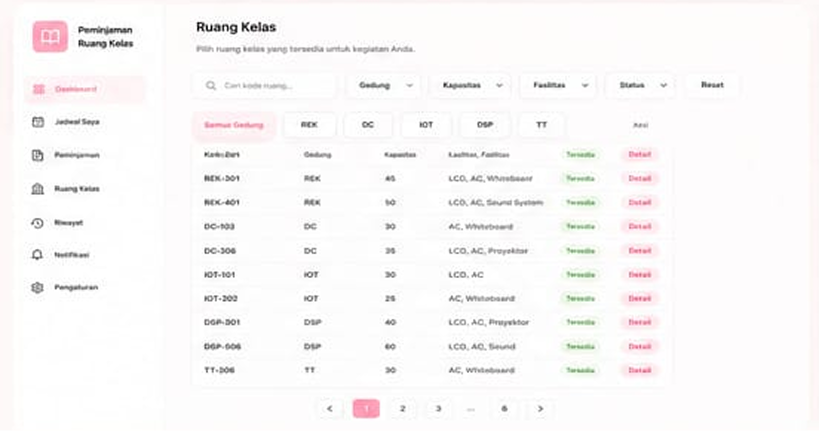 Peminjaman
Ruang Kelas
Dashboard
Jadwal Saya
Peminjaman
Ruang Kelas
Riwayat
Notifikasi
Pengaturan
Ruang Kelas
Pilih ruang kelas yang tersedia untuk kegiatan Anda.
Cari kode ruang... Gedung Kapasitas Fasilitas Status Reset
Semua Gedung REK DC IOT DSP TT
Gedung Kapasitas Fasilitas Tersedia Detail
REK-301 REK 45 LCD, AC, Whiteboard Tersedia Detail
REK-401 REK 50 LCD, AC, Sound System Tersedia Detail
DC-103 DC 30 AC, Whiteboard Tersedia Detail
DC-306 DC 35 LCD, AC, Proyektor Tersedia Detail
IOT-101 IOT 30 LCD, AC Tersedia Detail
IOT-202 IOT 25 AC, Whiteboard Tersedia Detail
DSP-301 DSP 40 LCD, AC, Proyektor Tersedia Detail
DSP-506 DSP 60 LCD, AC, Sound Tersedia Detail
TT-306 TT 30 AC, Whiteboard Tersedia Detail
< 1 2 3 ... 6 >